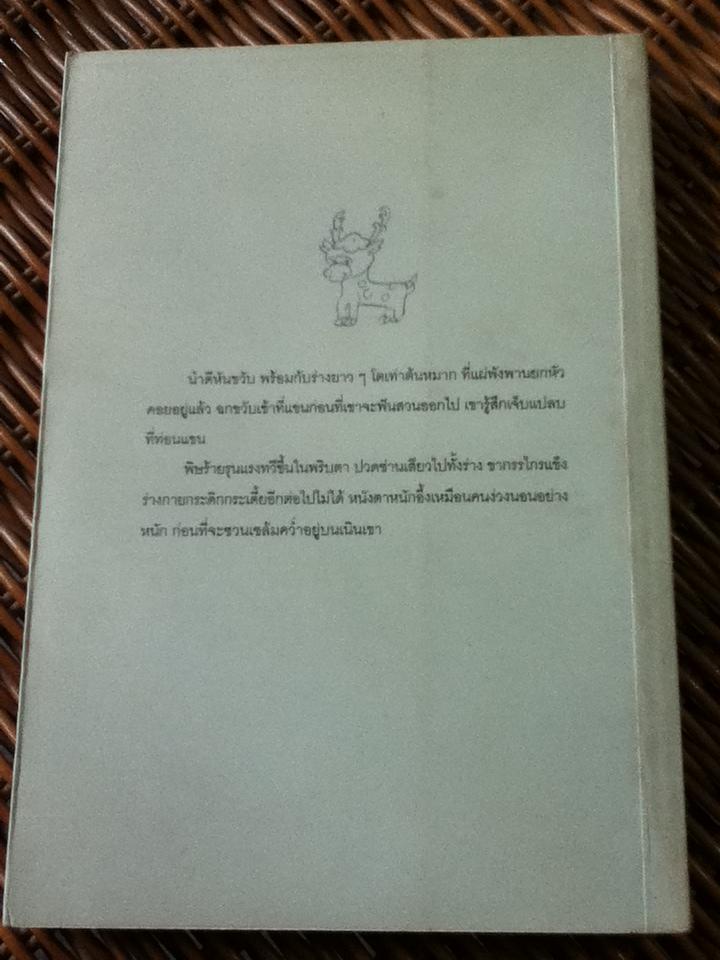 นำดีหันขวับ พร้อมกับร่างยาว ๆ โตเท่าต้นหมาก ที่แผ่พังพานยกหัว
คอยอยู่แล้ว ฉกขวับเข้าที่แขนก่อนที่เขาจะฟันสวนออกไป เขารู้สึกเจ็บแปลบ
ที่ท่อนแขน
พิษร้ายรุนแรงทวีขึ้นในพริบตา ปวดซ่านเสียวไปทั้งร่าง ขากรรไกรแข็ง
ร่างกายกระดิกกระเดี้ยอีกต่อไปไม่ได้ หนังตาหนักอึ้งเหมือนคนง่วงนอนอย่าง
หนัก ก่อนที่จะซวนเซล้มคว่ำอยู่บนเนินเขา